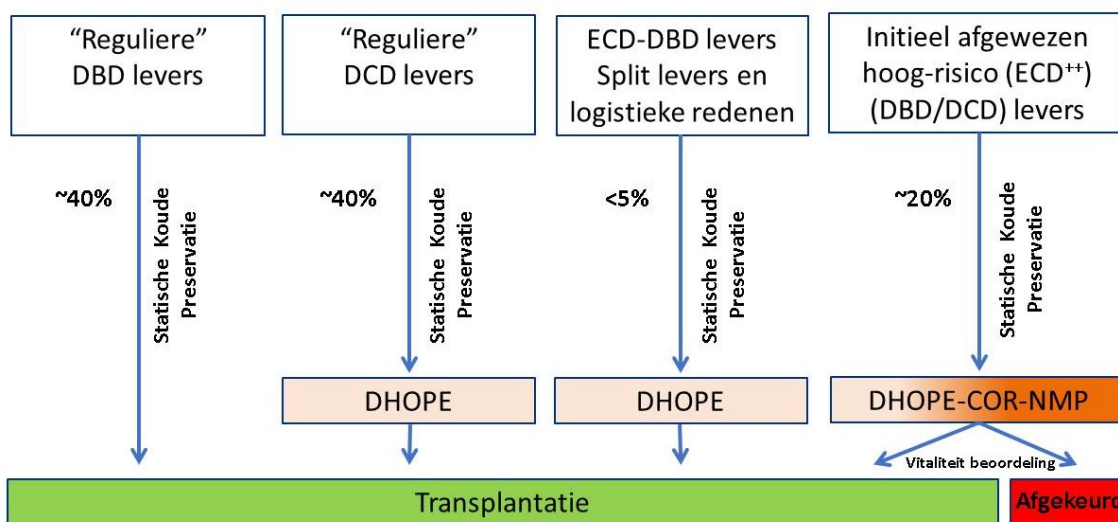 “Reguliere”
DBD levers
“Reguliere”
DCD levers
ECD-DBD levers
Split levers en
logistieke redenen
Initieel afgewezen
hoog-risico (ECD⁺⁺)
(DBD/DCD) levers
~40%
Statische Koude
Preservatie
~40%
Statische Koude
Preservatie
<5%
Statische Koude
Preservatie
~20%
Statische Koude
Preservatie
DHOPE
DHOPE
DHOPE-COR-NMP
Vitaliteit beoordeling
Transplantatie
Afgekeurd